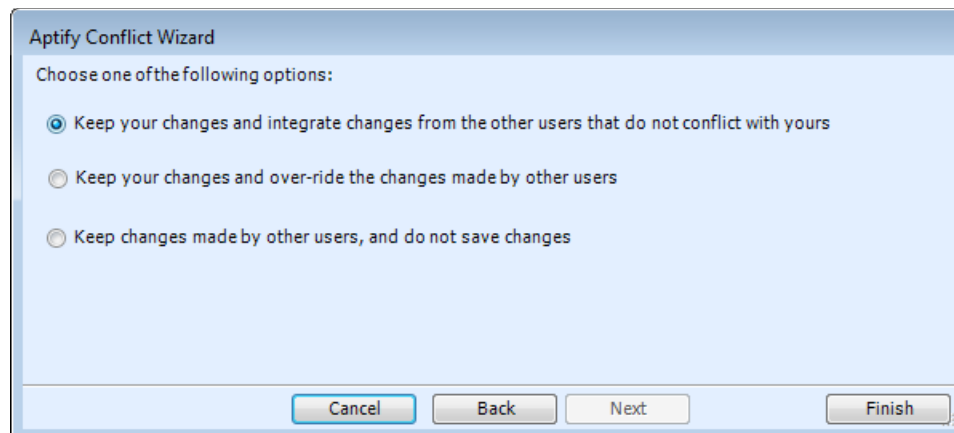 Aptify Conflict Wizard
Choose one of the following options:
Keep your changes and integrate changes from the other users that do not conflict with yours
Keep your changes and over-ride the changes made by other users
Keep changes made by other users, and do not save changes
Cancel Back Next Finish